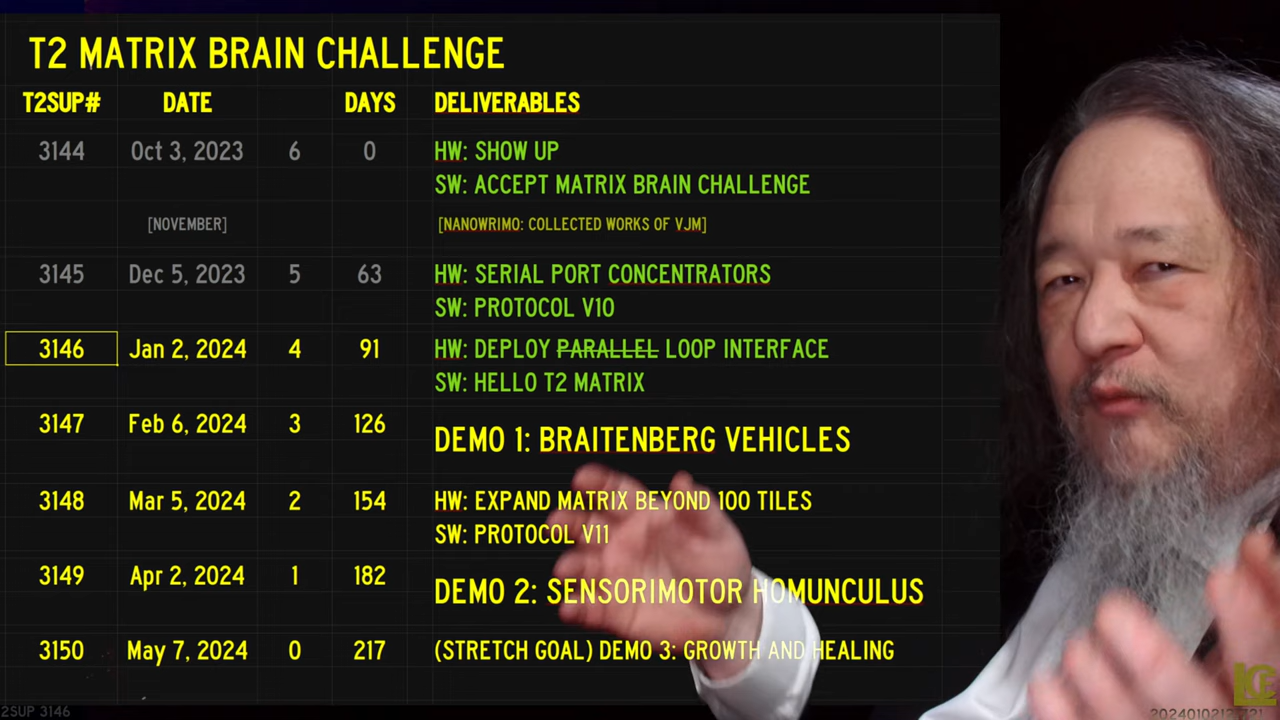 T2 MATRIX BRAIN CHALLENGE
T2SUP# DATE DAYS DELIVERABLES
3144 Oct 3, 2023 6 0 HW: SHOW UP
SW: ACCEPT MATRIX BRAIN CHALLENGE
[NOVEMBER] [NANOWRIMO: COLLECTED WORKS OF VJM]
3145 Dec 5, 2023 5 63 HW: SERIAL PORT CONCENTRATORS
SW: PROTOCOL V10
3146 Jan 2, 2024 4 91 HW: DEPLOY PARALLEL LOOP INTERFACE
SW: HELLO T2 MATRIX
3147 Feb 6, 2024 3 126 DEMO 1: BRAITENBERG VEHICLES
3148 Mar 5, 2024 2 154 HW: EXPAND MATRIX BEYOND 100 TILES
SW: PROTOCOL V11
3149 Apr 2, 2024 1 182 DEMO 2: SENSORIMOTOR HOMUNCULUS
3150 May 7, 2024 0 217 (STRETCH GOAL) DEMO 3: GROWTH AND HEALING
2SUP 3146